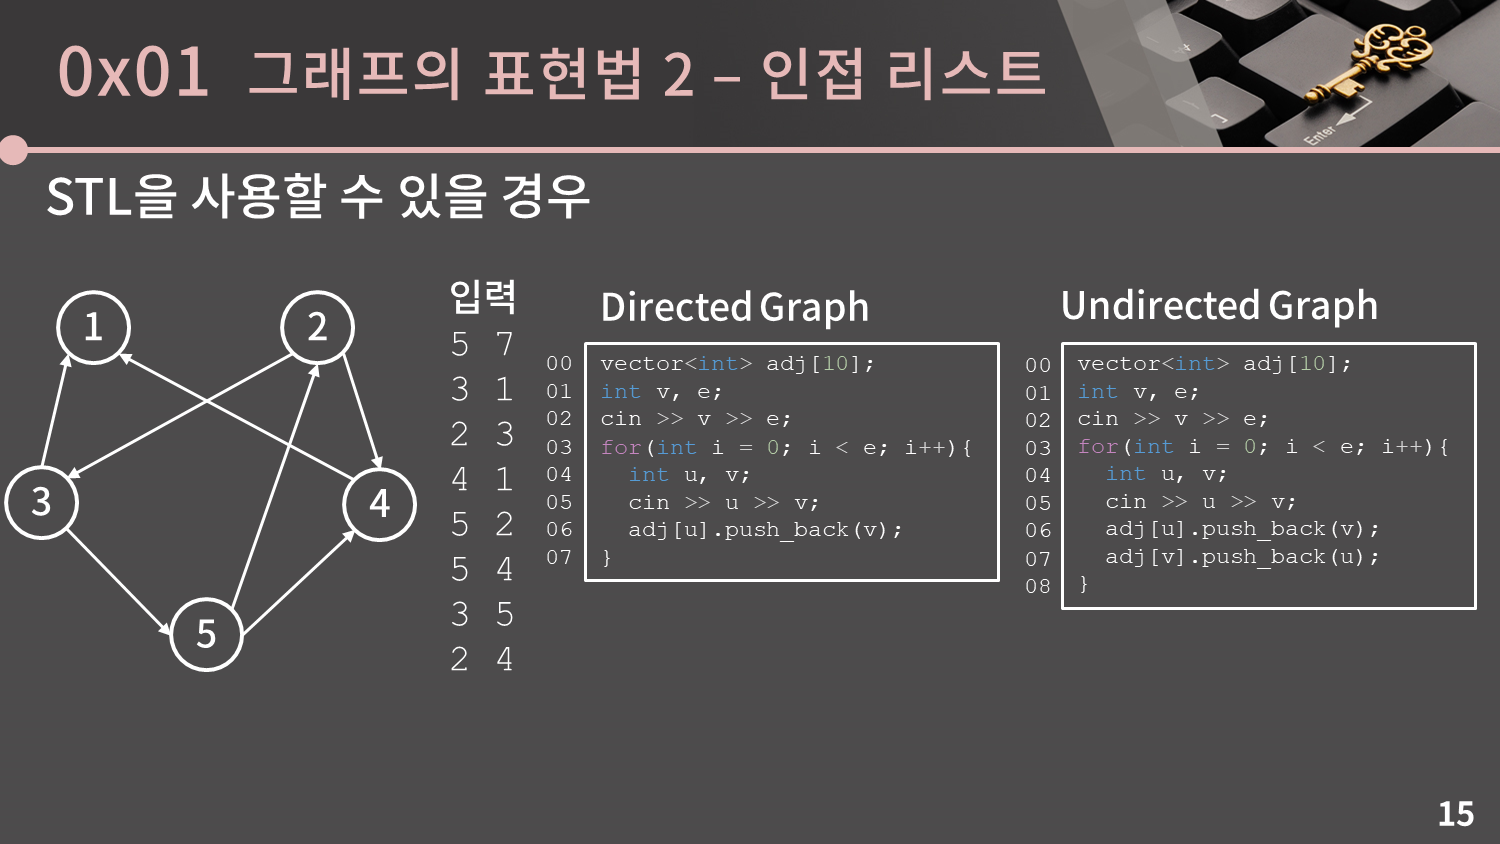 0x01 그래프의 표현법 2 – 인접 리스트
Enter
STL을 사용할 수 있을 경우
1
2
3
4
5
입력
5 7
3 1
2 3
4 1
5 2
5 4
3 5
2 4
Directed Graph
00 vector<int> adj[10];
01 int v, e;
02 cin >> v >> e;
03 for(int i = 0; i < e; i++){
04   int u, v;
05   cin >> u >> v;
06   adj[u].push_back(v);
07 }
Undirected Graph
00 vector<int> adj[10];
01 int v, e;
02 cin >> v >> e;
03 for(int i = 0; i < e; i++){
04   int u, v;
05   cin >> u >> v;
06   adj[u].push_back(v);
07   adj[v].push_back(u);
08 }
15